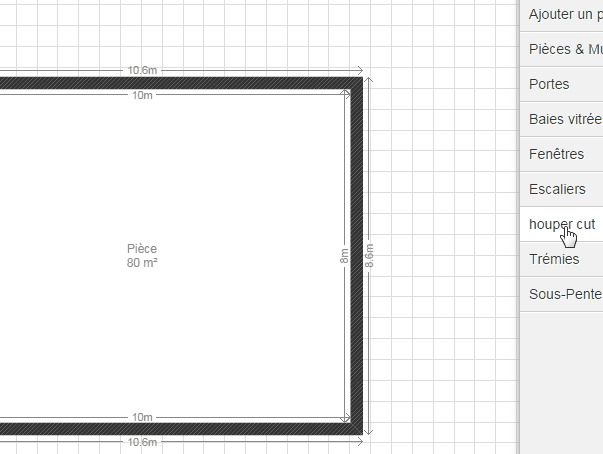 10.6m
10m
Pièce
80 m²
8m
8.6m
10m
10.6m
Ajouter un p
Pièces & Mu
Portes
Baies vitrée
Fenêtres
Escaliers
houper cut
Trémies
Sous-Pente